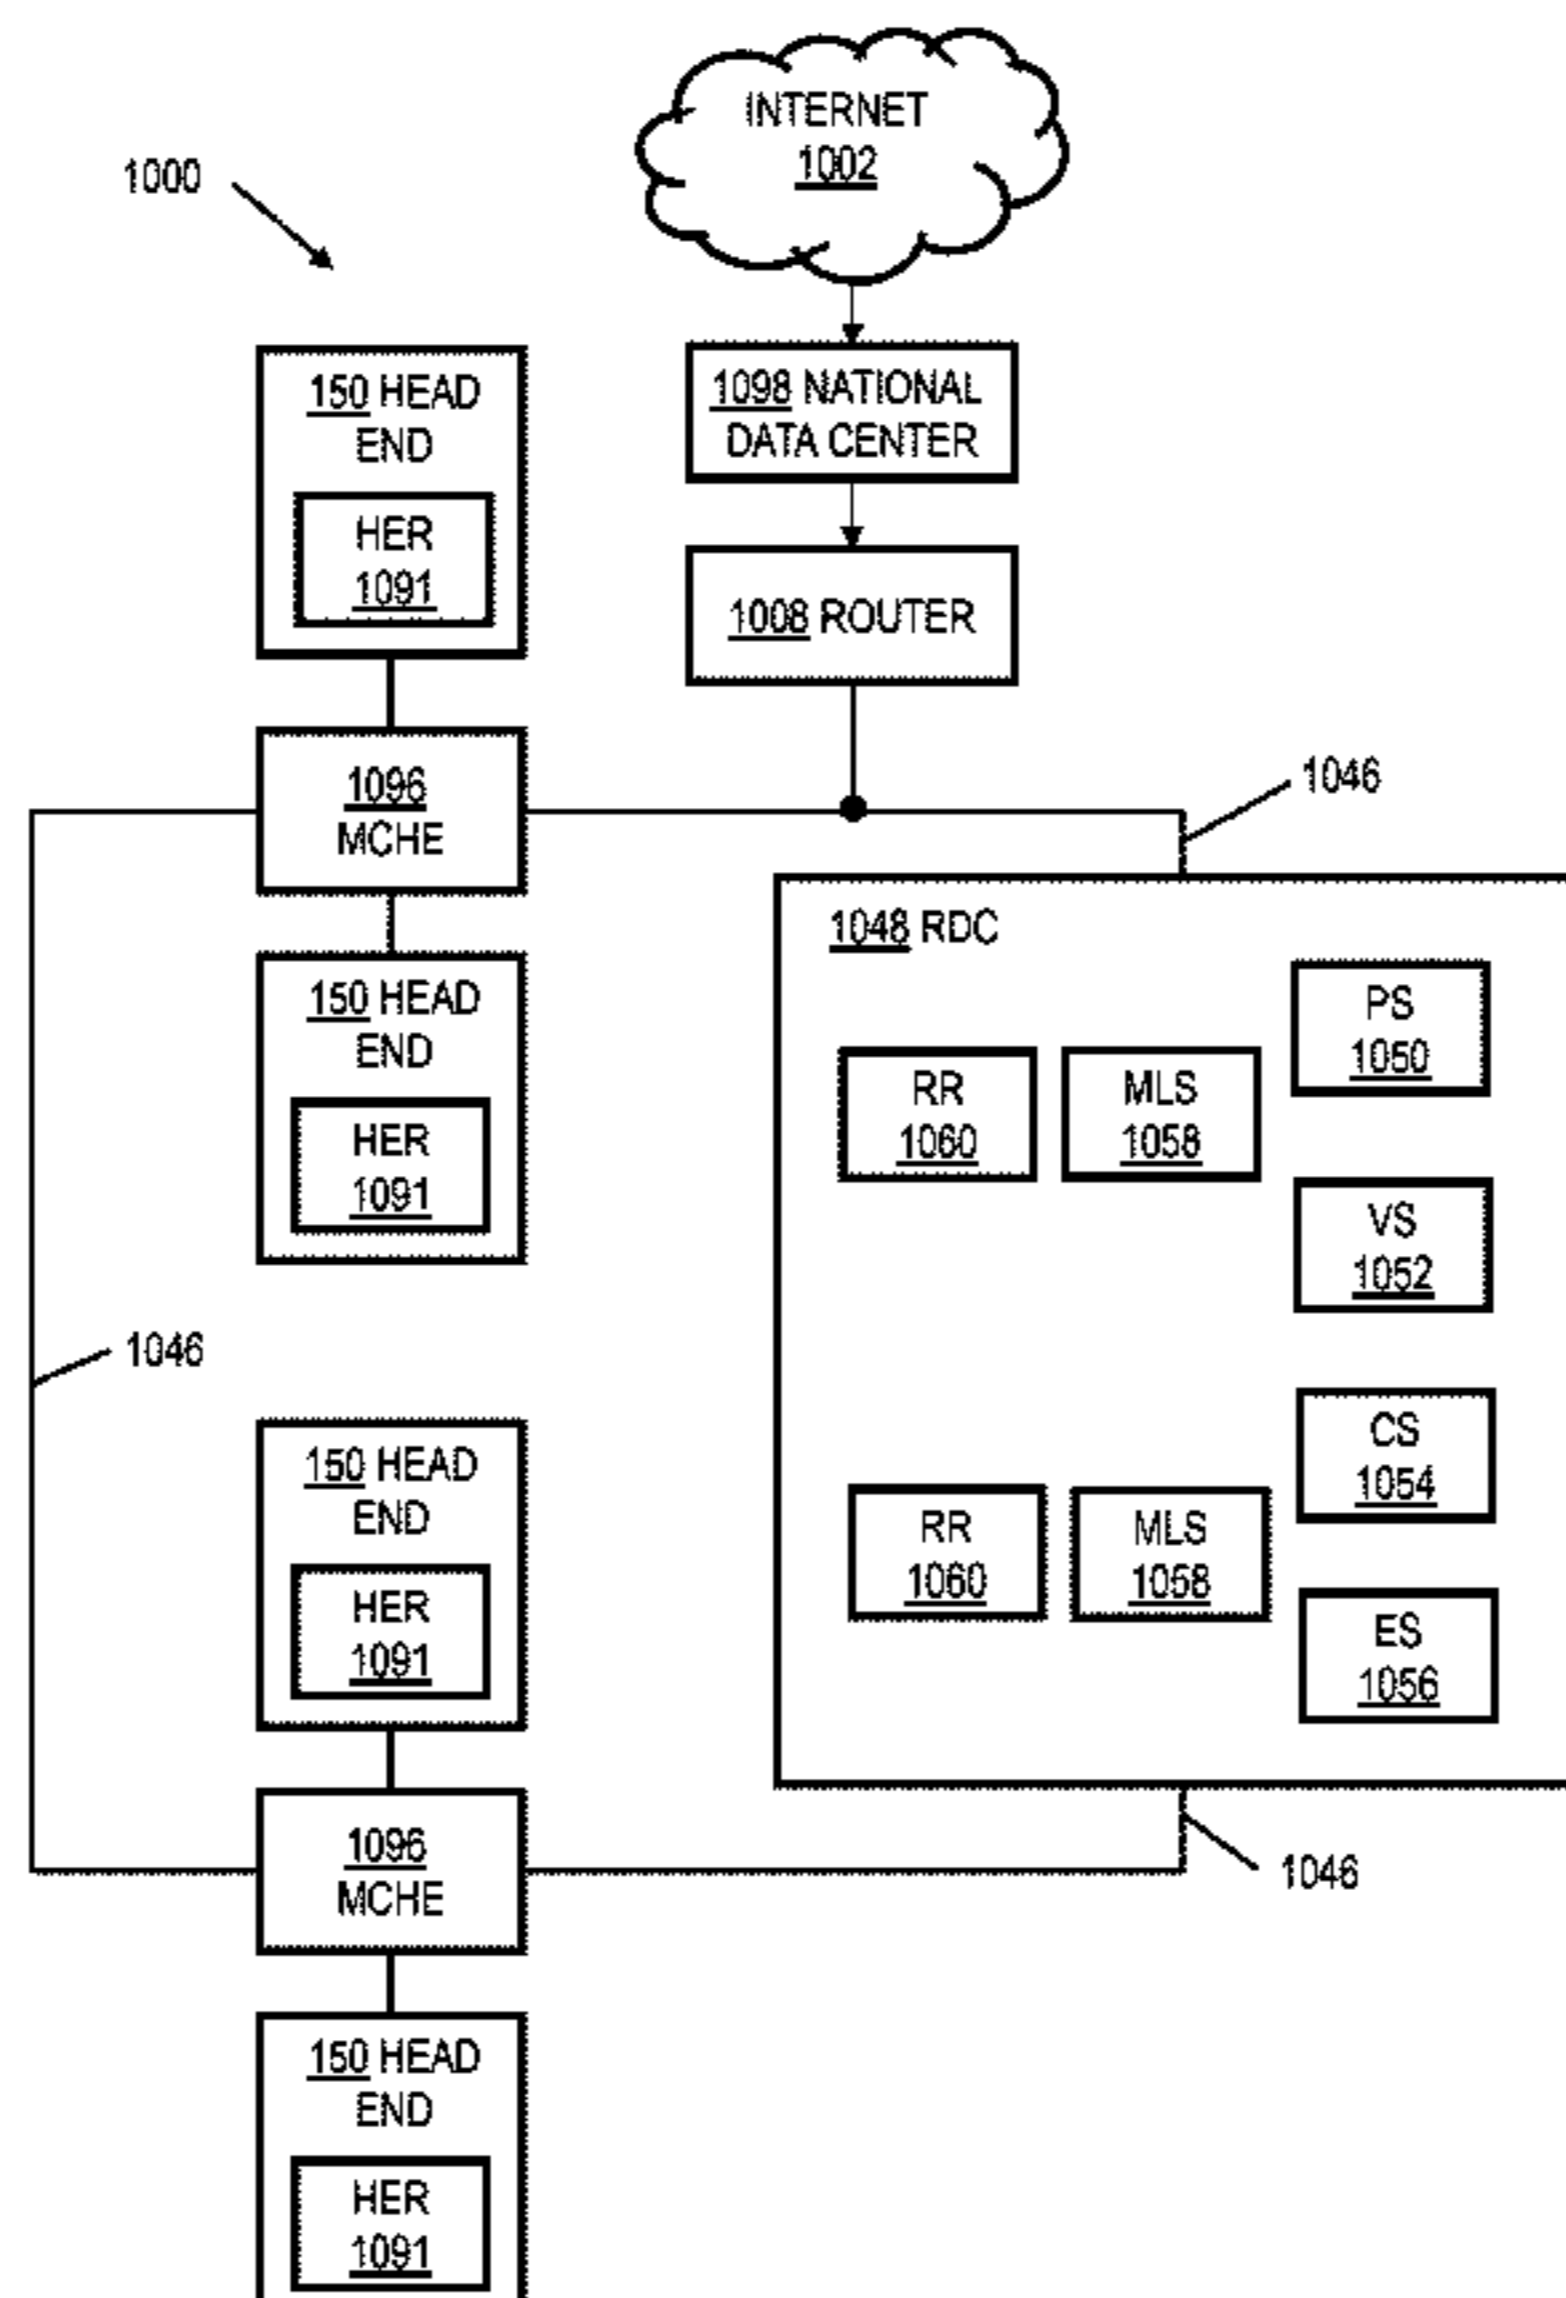 INTERNET
1002
1000
1098 NATIONAL
DATA CENTER
150 HEAD
END
HER
1091
1008 ROUTER
1096
MCHE
1046
1048 RDC
150 HEAD
END
HER
1091
PS
1050
RR
1060
MLS
1058
VS
1052
1046
CS
1054
150 HEAD
END
HER
1091
RR
1060
MLS
1058
ES
1056
1096
MCHE
1046
150 HEAD
END
HER
1091